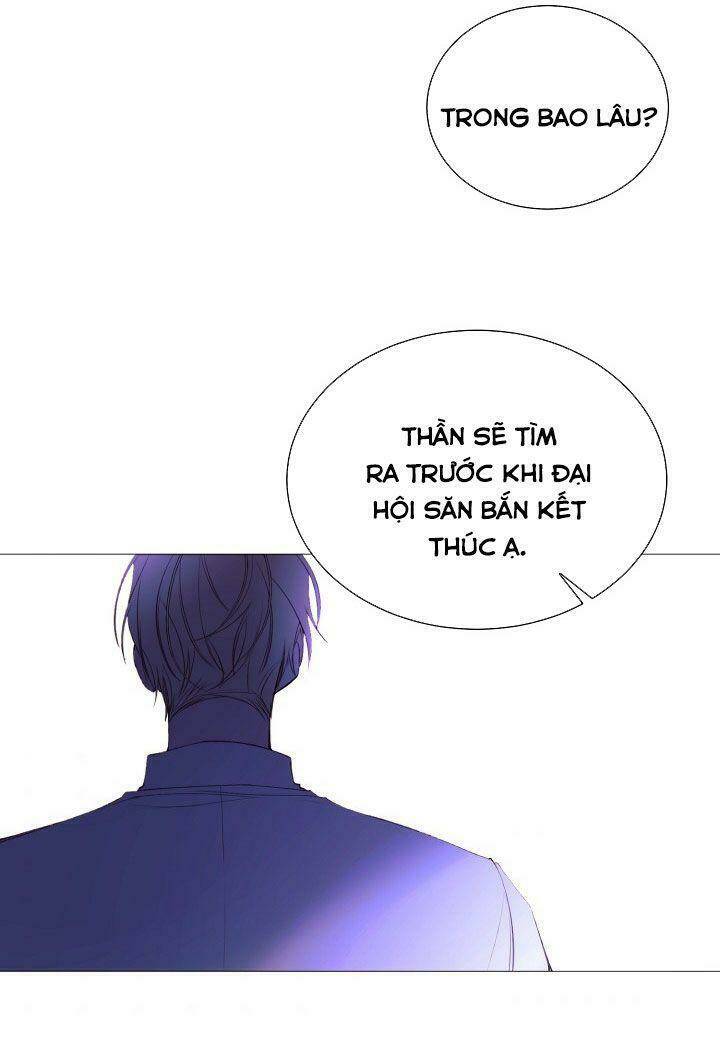 TRONG BAO LÂU?
THẦN SẼ TÌM
RA TRƯỚC KHI ĐẠI
HỘI SĂN BẮN KẾT
THÚC Ạ.